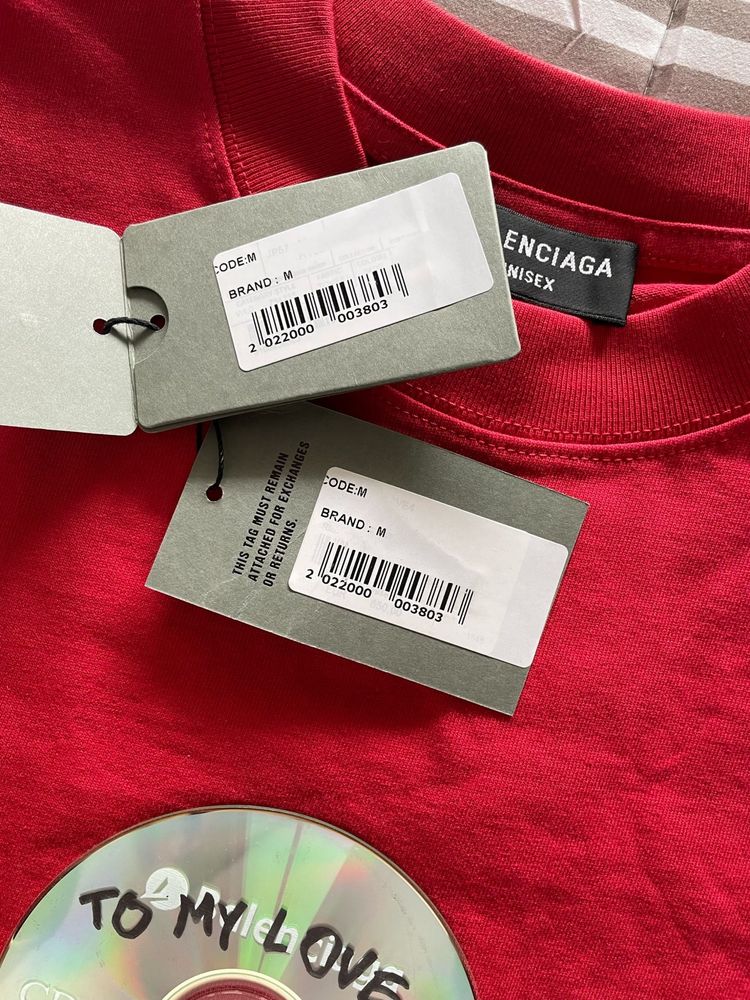 CODE:M
BRAND : M
2 022000 003803
ENCIAGA
NISEX
THIS TAG MUST REMAIN
ATTACHED FOR EXCHANGES
OR RETURNS.
CODE:M
BRAND : M
2 022000 003803
Balenciaga
TO MY LOVE